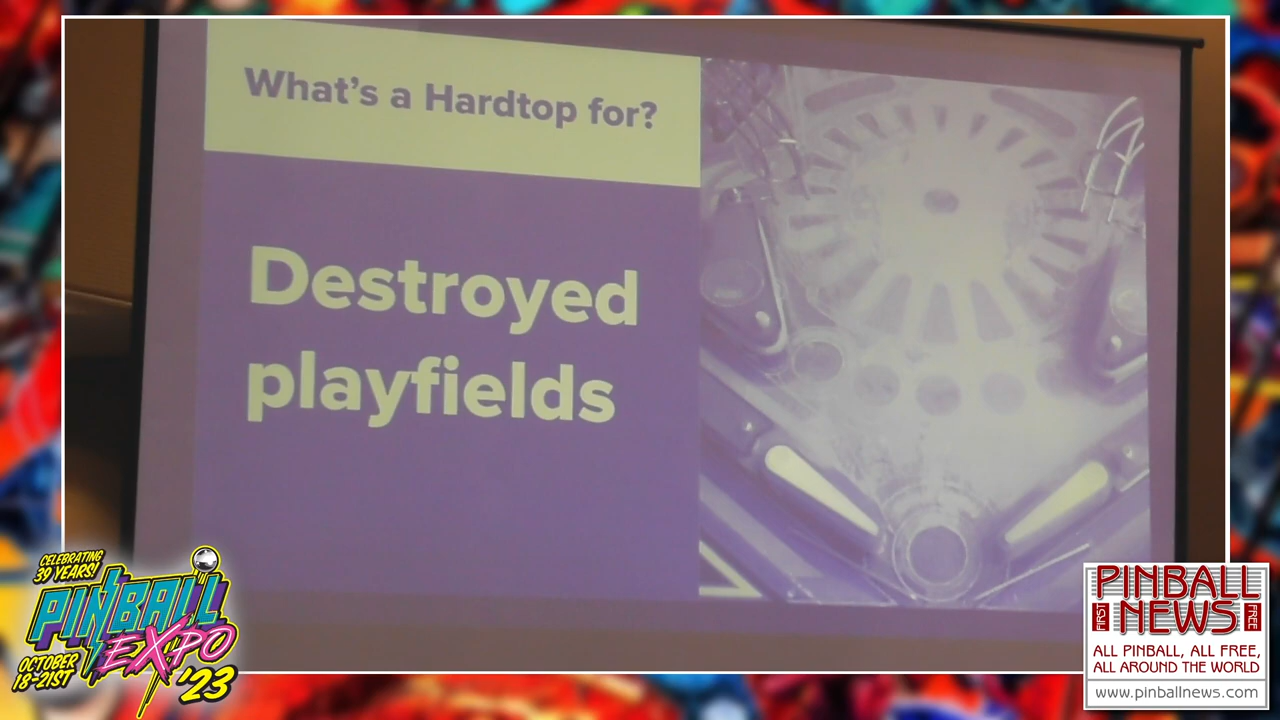 What's a Hardtop for?
Destroyed
playfields
CELEBRATING
39 YEARS!
PINBALL
EXPO
OCTOBER
18-21ST
'23
PINBALL
FIRST NEWS FREE
ALL PINBALL, ALL FREE,
ALL AROUND THE WORLD
www.pinballnews.com